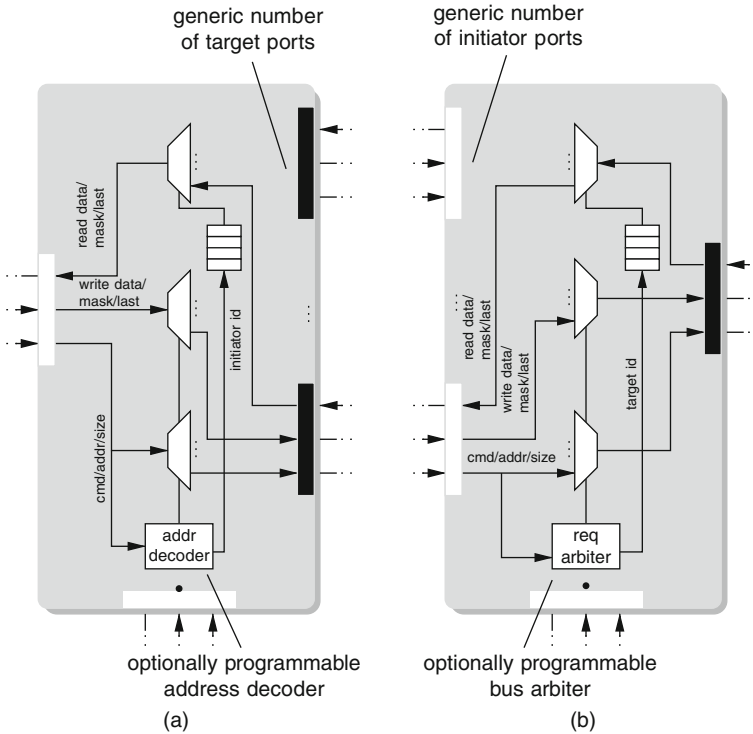 generic number
of target ports
generic number
of initiator ports
read data/
mask/last
write data/
mask/last
initiator id
cmd/addr/size
addr
decoder
read data/
mask/last
write data/
mask/last
target id
cmd/addr/size
req
arbiter
optionally programmable
address decoder
optionally programmable
bus arbiter
(a)
(b)